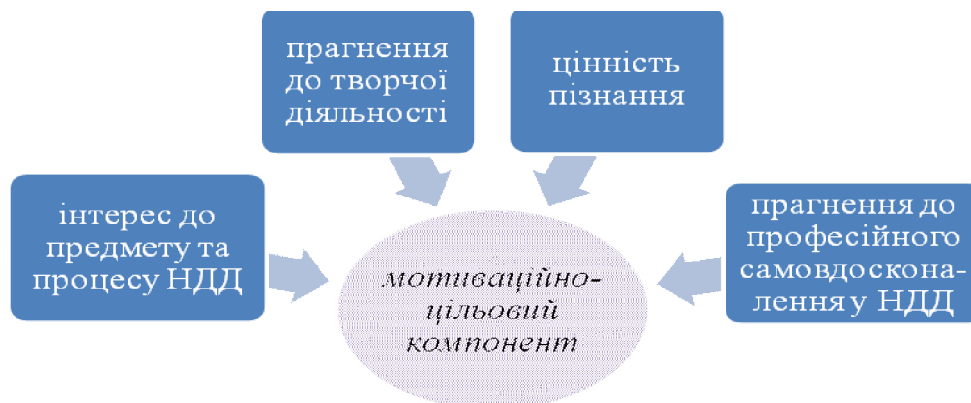 прагнення
до творчої
діяльності
цінність
пізнання
інтерес до
предмету та
процесу НДД
прагнення до
професійного
самовдоскона-
лення у НДД
мотиваційно-
цільовий
компонент